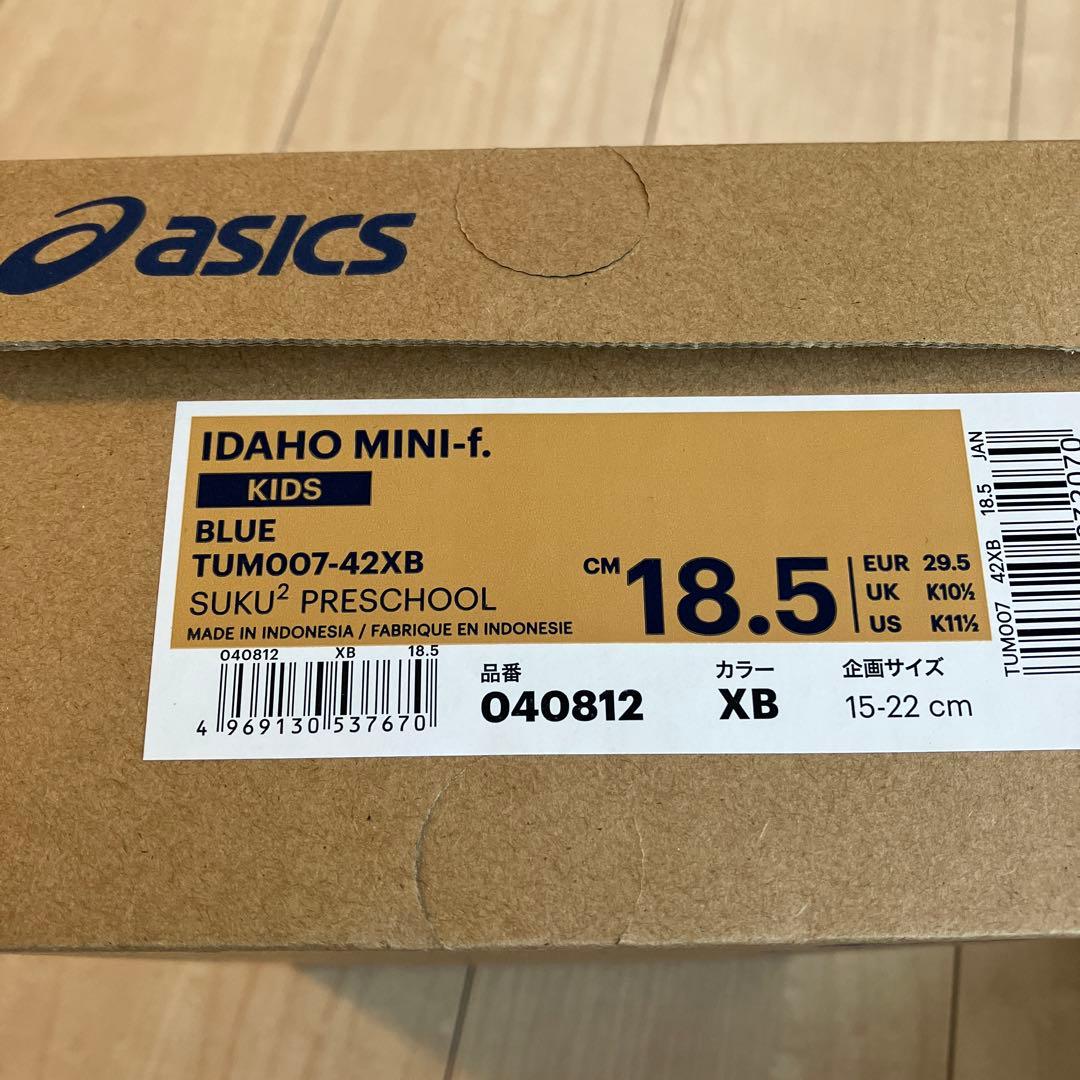 asics
IDAHO MINI-f.
KIDS
BLUE
TUM007-42XB
SUKU² PRESCHOOL
MADE IN INDONESIA / FABRIQUE EN INDONESIE
CM 18.5
EUR 29.5
UK K10½
US K11½
040812 XB 18.5
4 969130 537670
品番
040812
カラー
XB
企画サイズ
15-22 cm
TUM007 42XB 18.5 JAN